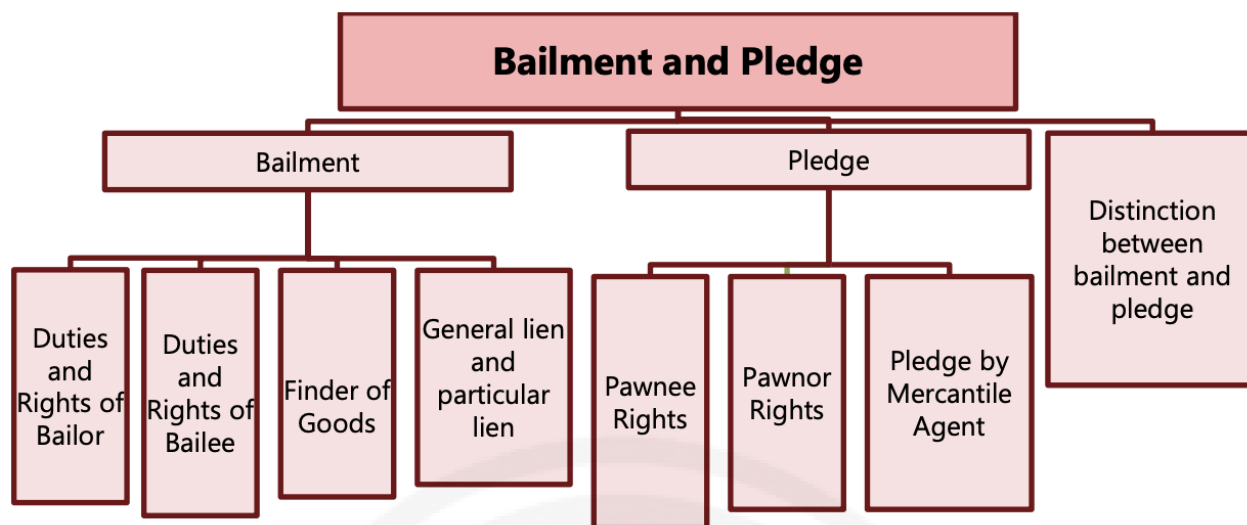 Bailment and Pledge
Bailment
Pledge
Distinction
between
bailment and
pledge
Duties
and
Rights of
Bailor
Duties
and
Rights of
Bailee
Finder of
Goods
General lien
and
particular
lien
Pawnee
Rights
Pawnor
Rights
Pledge by
Mercantile
Agent